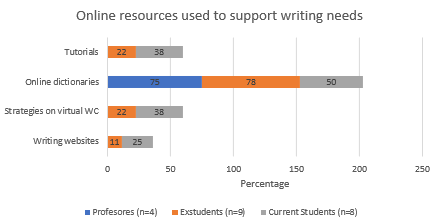 Online resources used to support writing needs
Tutorials 22 38
Online dictionaries 75 78 50
Strategies on virtual WC 22 38
Writing websites 11 25
0 50 100 150 200 250
Percentage
Profesores (n=4) Exstudents (n=9) Current Students (n=8)